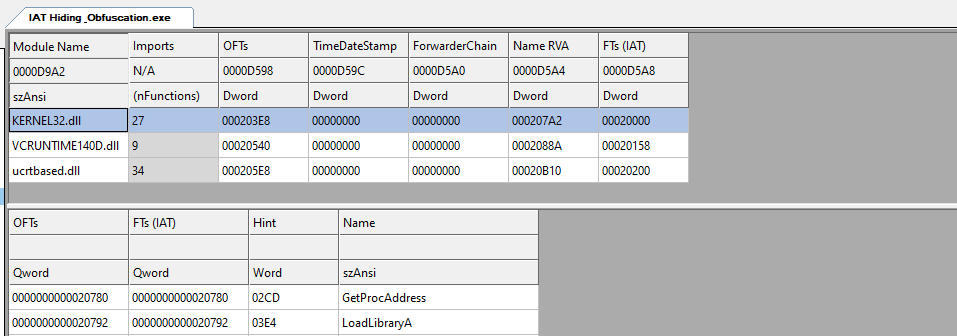 IAT Hiding _Obfuscation.exe
Module Name Imports OFTs TimeDateStamp ForwarderChain Name RVA FTs (IAT)
0000D9A2 N/A 0000D598 0000D59C 0000D5A0 0000D5A4 0000D5A8
szAnsi (nFunctions) Dword Dword Dword Dword Dword
KERNEL32.dll 27 000203E8 00000000 00000000 000207A2 00020000
VCRUNTIME140D.dll 9 00020540 00000000 00000000 0002088A 00020158
ucrtbased.dll 34 000205E8 00000000 00000000 00020B10 00020200
OFTs FTs (IAT) Hint Name
Qword Qword Word szAnsi
0000000000020780 0000000000020780 02CD GetProcAddress
0000000000020792 0000000000020792 03E4 LoadLibraryA